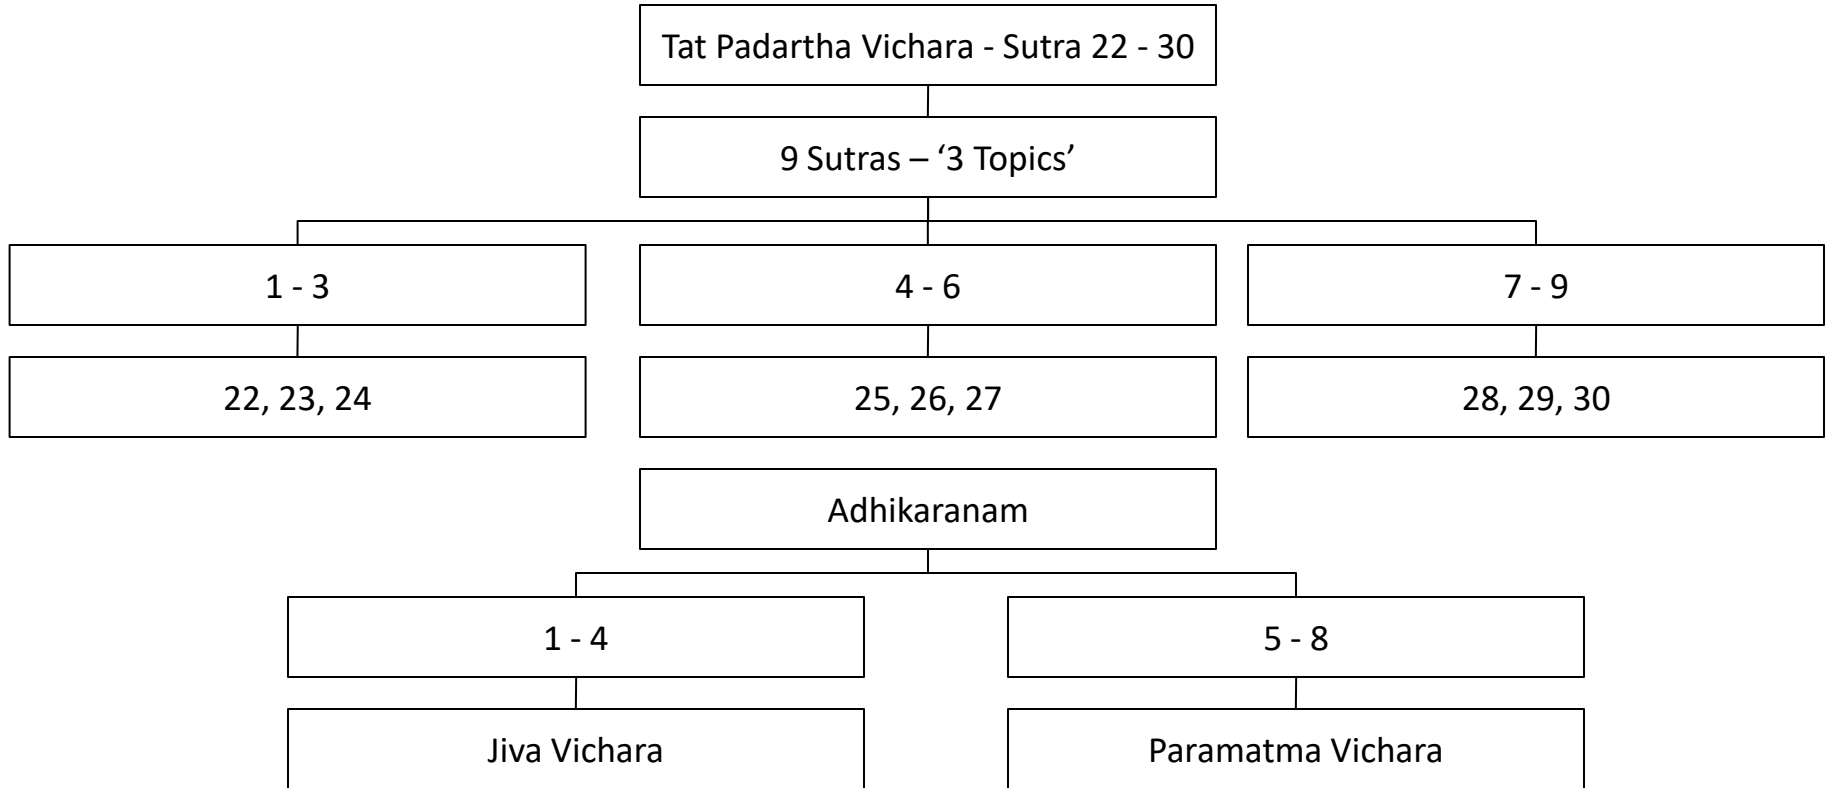 Tat Padartha Vichara - Sutra 22 - 30
9 Sutras – ‘3 Topics’
1 - 3
4 - 6
7 - 9
22, 23, 24
25, 26, 27
28, 29, 30
Adhikaranam
1 - 4
5 - 8
Jiva Vichara
Paramatma Vichara